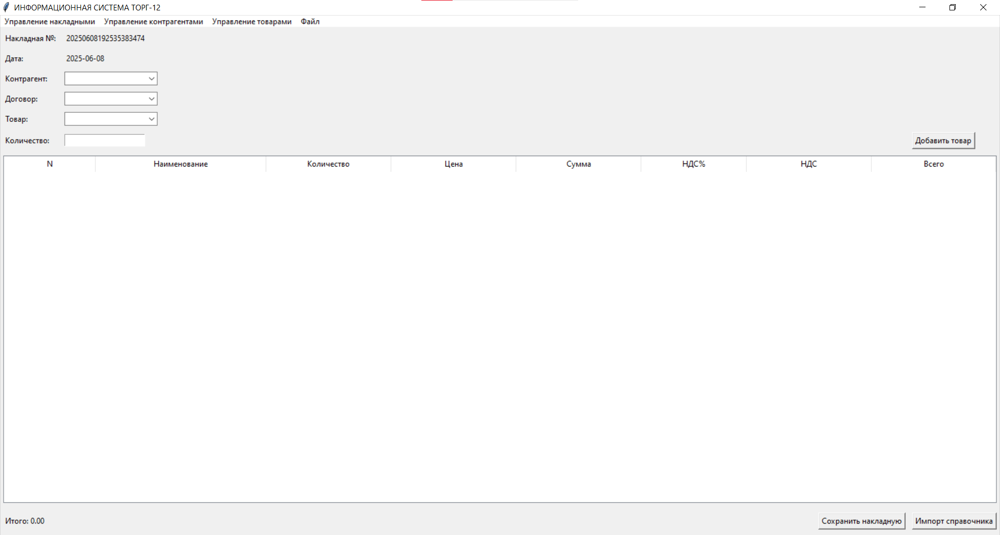 ИНФОРМАЦИОННАЯ СИСТЕМА ТОРГ-12
Управление накладными Управление контрагентами Управление товарами Файл
Накладная №: 20250608192535383474
Дата: 2025-06-08
Контрагент:
Договор:
Товар:
Количество: Добавить товар
N Наименование Количество Цена Сумма НДС% НДС Всего
Итого: 0.00 Сохранить накладную Импорт справочника